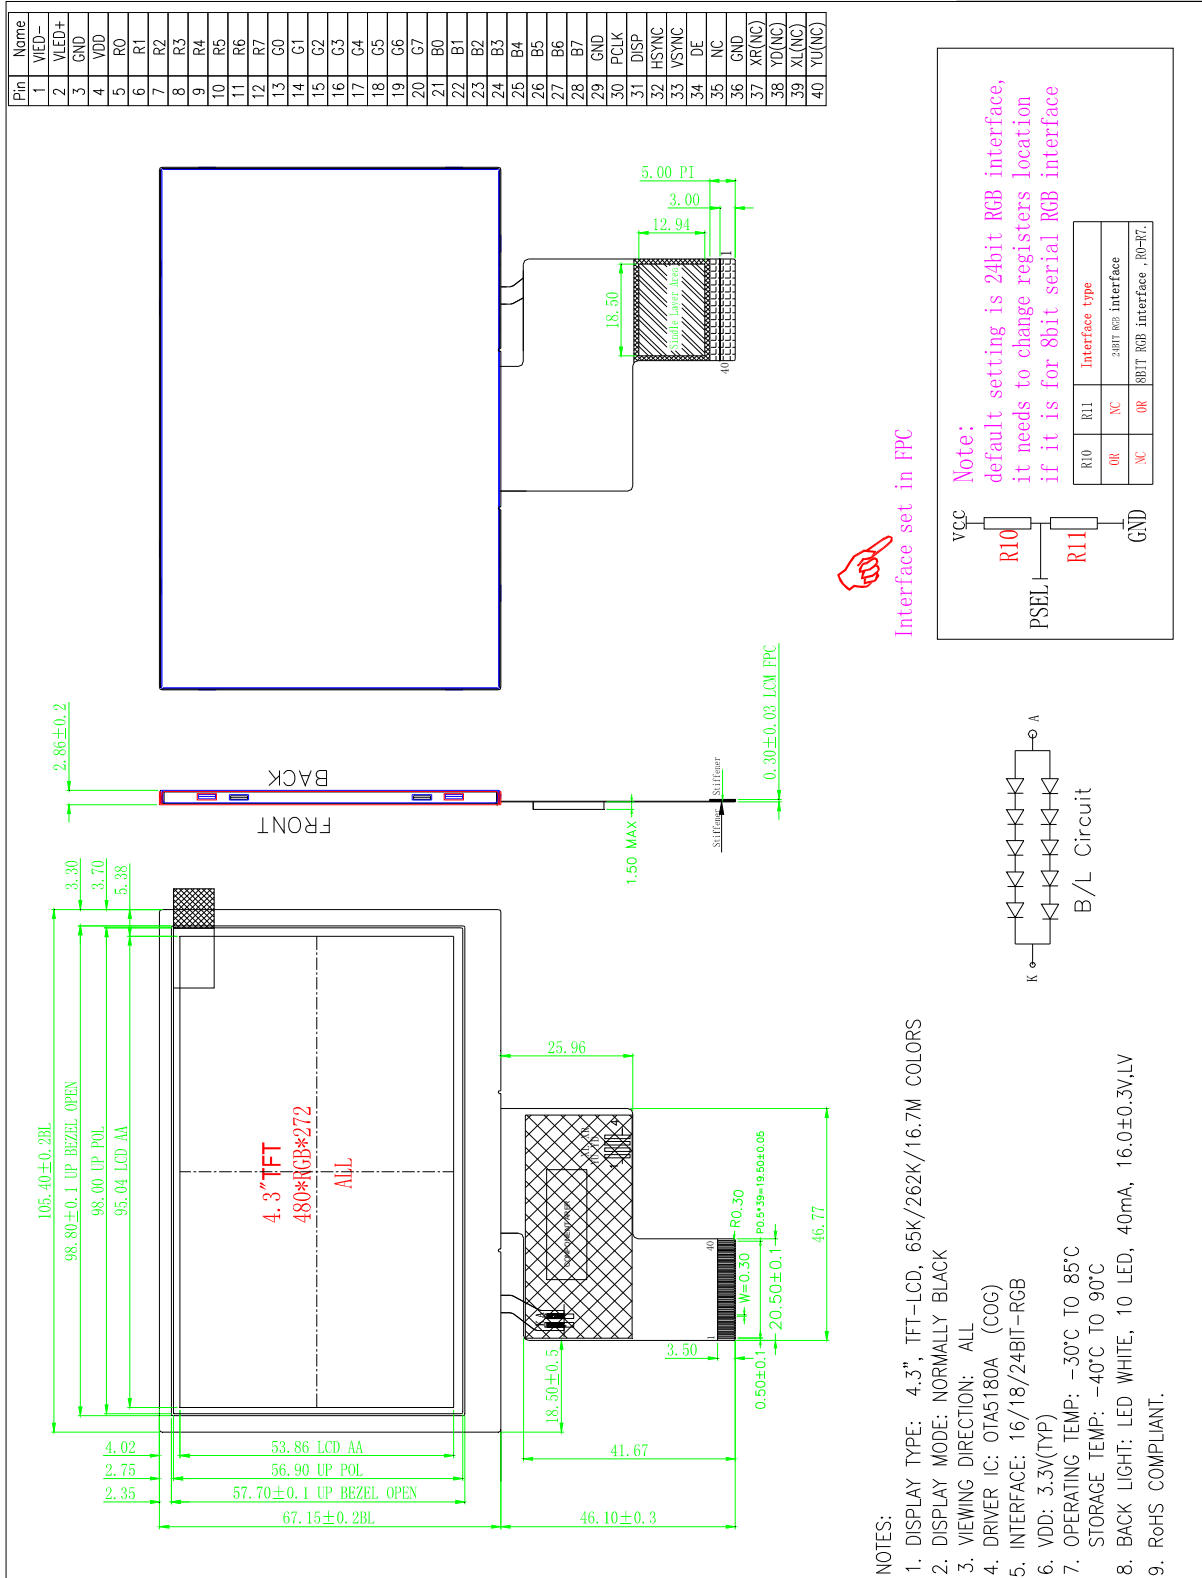 Pin Name
1 VlED-
2 VLED+
3 GND
4 VDD
5 R0
6 R1
7 R2
8 R3
9 R4
10 R5
11 R6
12 R7
13 G0
14 G1
15 G2
16 G3
17 G4
18 G5
19 G6
20 G7
21 B0
22 B1
23 B2
24 B3
25 B4
26 B5
27 B6
28 B7
29 GND
30 PCLK
31 DISP
32 HSYNC
33 VSYNC
34 DE
35 NC
36 GND
37 XR(NC)
38 YD(NC)
39 XL(NC)
40 YU(NC)
105.40±0.2BL
98.80±0.1 UP BEZEL OPEN
98.00 UP POL
95.04 LCD AA
3.30
3.70
5.38
4.3"TFT
480*RGB*272
ALL
4.02
2.75
2.35
53.86 LCD AA
56.90 UP POL
57.70±0.1 UP BEZEL OPEN
67.15±0.2BL
46.10±0.3
41.67
18.50±0.5
3.50
25.96
46.77
1
40
W=0.30
R0.30
P0.5*39=19.50±0.05
20.50±0.1
0.50±0.1
2.86±0.2
FRONT
BACK
1.50 MAX
Stiffener
Stiffener
0.30±0.03 LCM FPC
5.00 PI
3.00
12.94
18.50
Sindle Laver Area
40
1
Interface set in FPC
Note:
default setting is 24bit RGB interface,
it needs to change registers location
if it is for 8bit serial RGB interface
R10 R11 Interface type
0R NC 24BIT RGB interface
NC 0R 8BIT RGB interface ,R0-R7.
VCC
R10
PSEL
R11
GND
A
K
B/L Circuit
NOTES:
1. DISPLAY TYPE: 4.3", TFT-LCD, 65K/262K/16.7M COLORS
2. DISPLAY MODE: NORMALLY BLACK
3. VIEWING DIRECTION: ALL
4. DRIVER IC: OTA5180A (COG)
5. INTERFACE: 16/18/24BIT-RGB
6. VDD: 3.3V(TYP)
7. OPERATING TEMP: -30°C TO 85°C
STORAGE TEMP: -40°C TO 90°C
8. BACK LIGHT: LED WHITE, 10 LED, 40mA, 16.0±0.3V,LV
9. RoHS COMPLIANT.